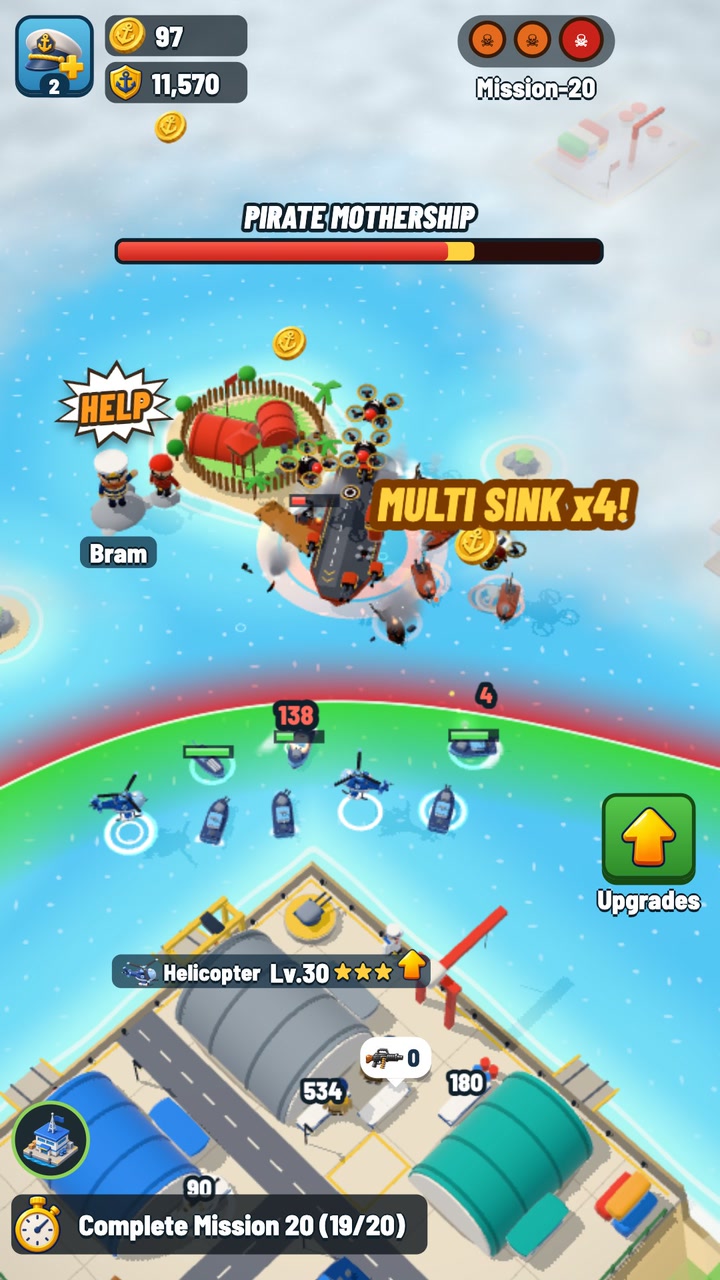 97
2
11,570
Mission-20
PIRATE MOTHERSHIP
HELP
MULTI SINK x4!
Bram
4
138
Upgrades
Helicopter Lv.30
0
534
180
90
Complete Mission 20 (19/20)